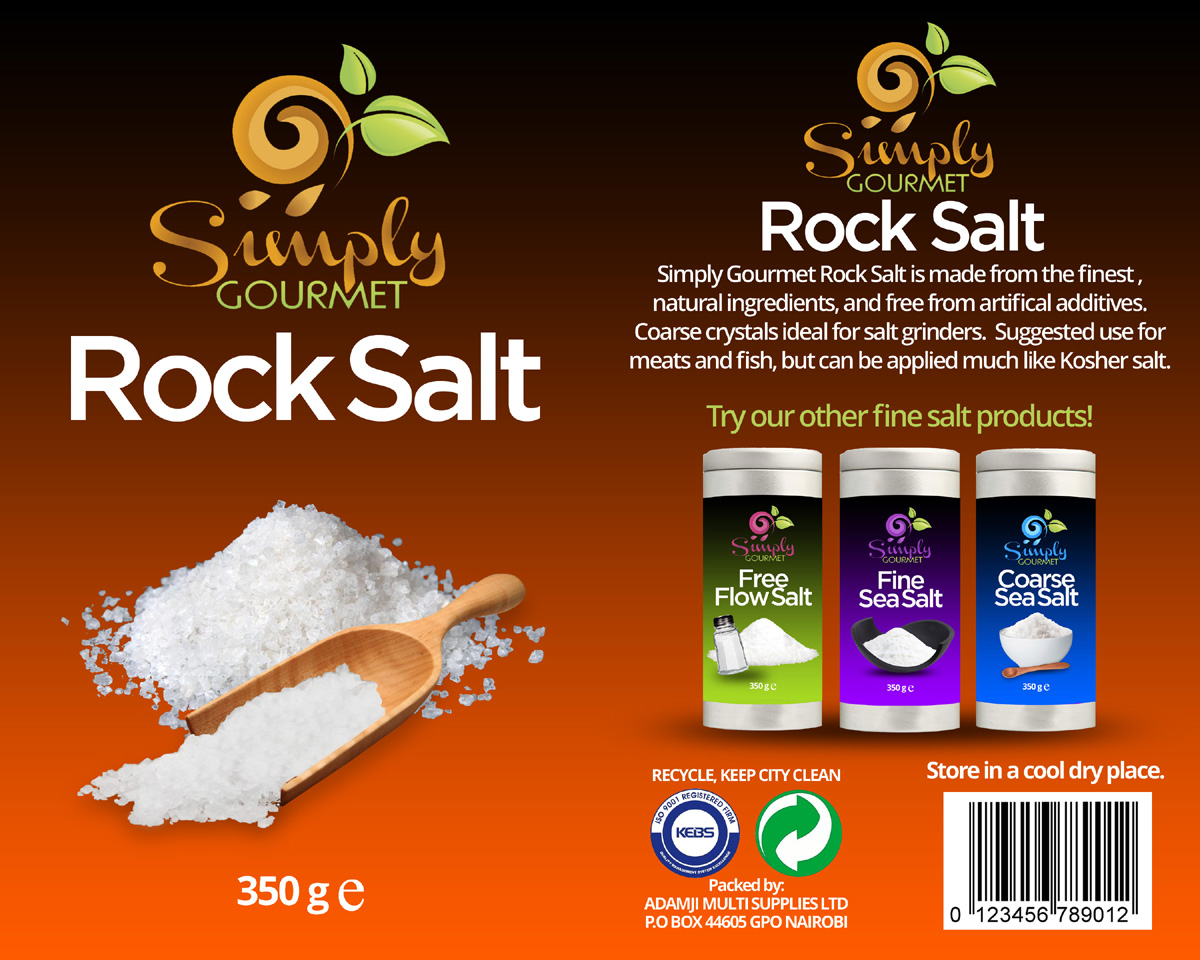 Simply
GOURMET
Rock Salt
350 g ℮
Simply
GOURMET
Rock Salt
Simply Gourmet Rock Salt is made from the finest ,
natural ingredients, and free from artifical additives.
Coarse crystals ideal for salt grinders.  Suggested use for
meats and fish, but can be applied much like Kosher salt.
Try our other fine salt products!
Simply
GOURMET
Free
Flow Salt
350 g ℮
Simply
GOURMET
Fine
Sea Salt
350 g ℮
Simply
GOURMET
Coarse
Sea Salt
350 g ℮
RECYCLE, KEEP CITY CLEAN
ISO 9001 REGISTERED FIRM
KEBS
Packed by:
ADAMJI MULTI SUPPLIES LTD
P.O BOX 44605 GPO NAIROBI
Store in a cool dry place.
0 123456 789012